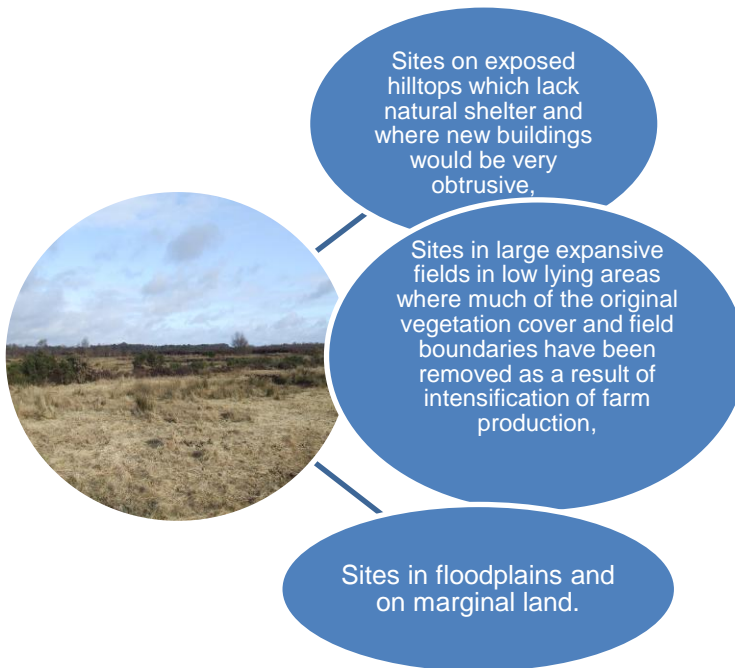 Sites on exposed
hilltops which lack
natural shelter and
where new buildings
would be very
obtrusive,
Sites in large expansive
fields in low lying areas
where much of the original
vegetation cover and field
boundaries have been
removed as a result of
intensification of farm
production,
Sites in floodplains and
on marginal land.